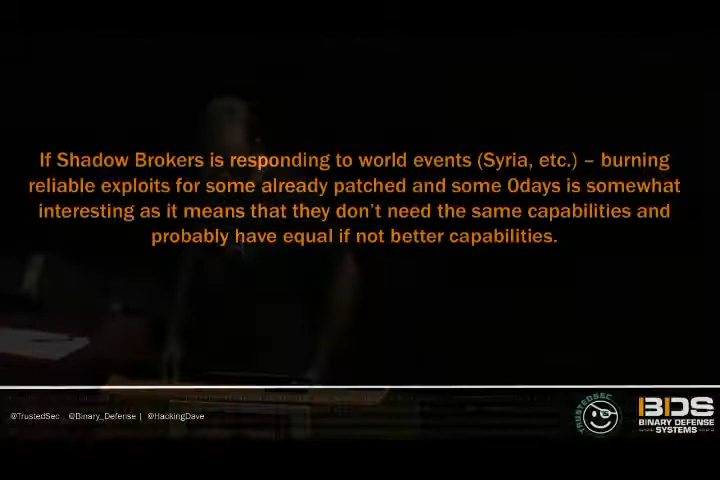 If Shadow Brokers is responding to world events (Syria, etc.) – burning
reliable exploits for some already patched and some 0days is somewhat
interesting as it means that they don't need the same capabilities and
probably have equal if not better capabilities.
@TrustedSec | @Binary_Defense | @HackingDave
TRUSTEDSEC
BDS
BINARY DEFENSE
SYSTEMS